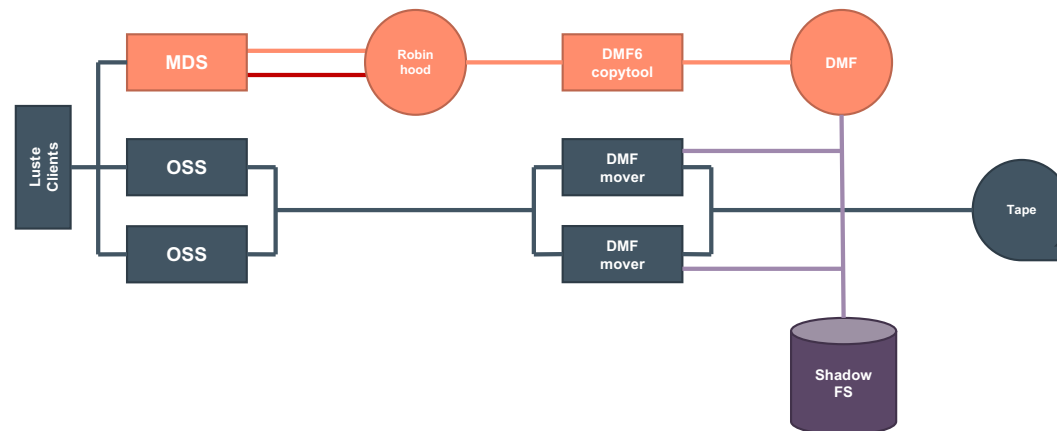 MDS
Robin
hood
DMF6
copytool
DMF
Luste
Clients
OSS
DMF
mover
OSS
DMF
mover
Tape
Shadow
FS